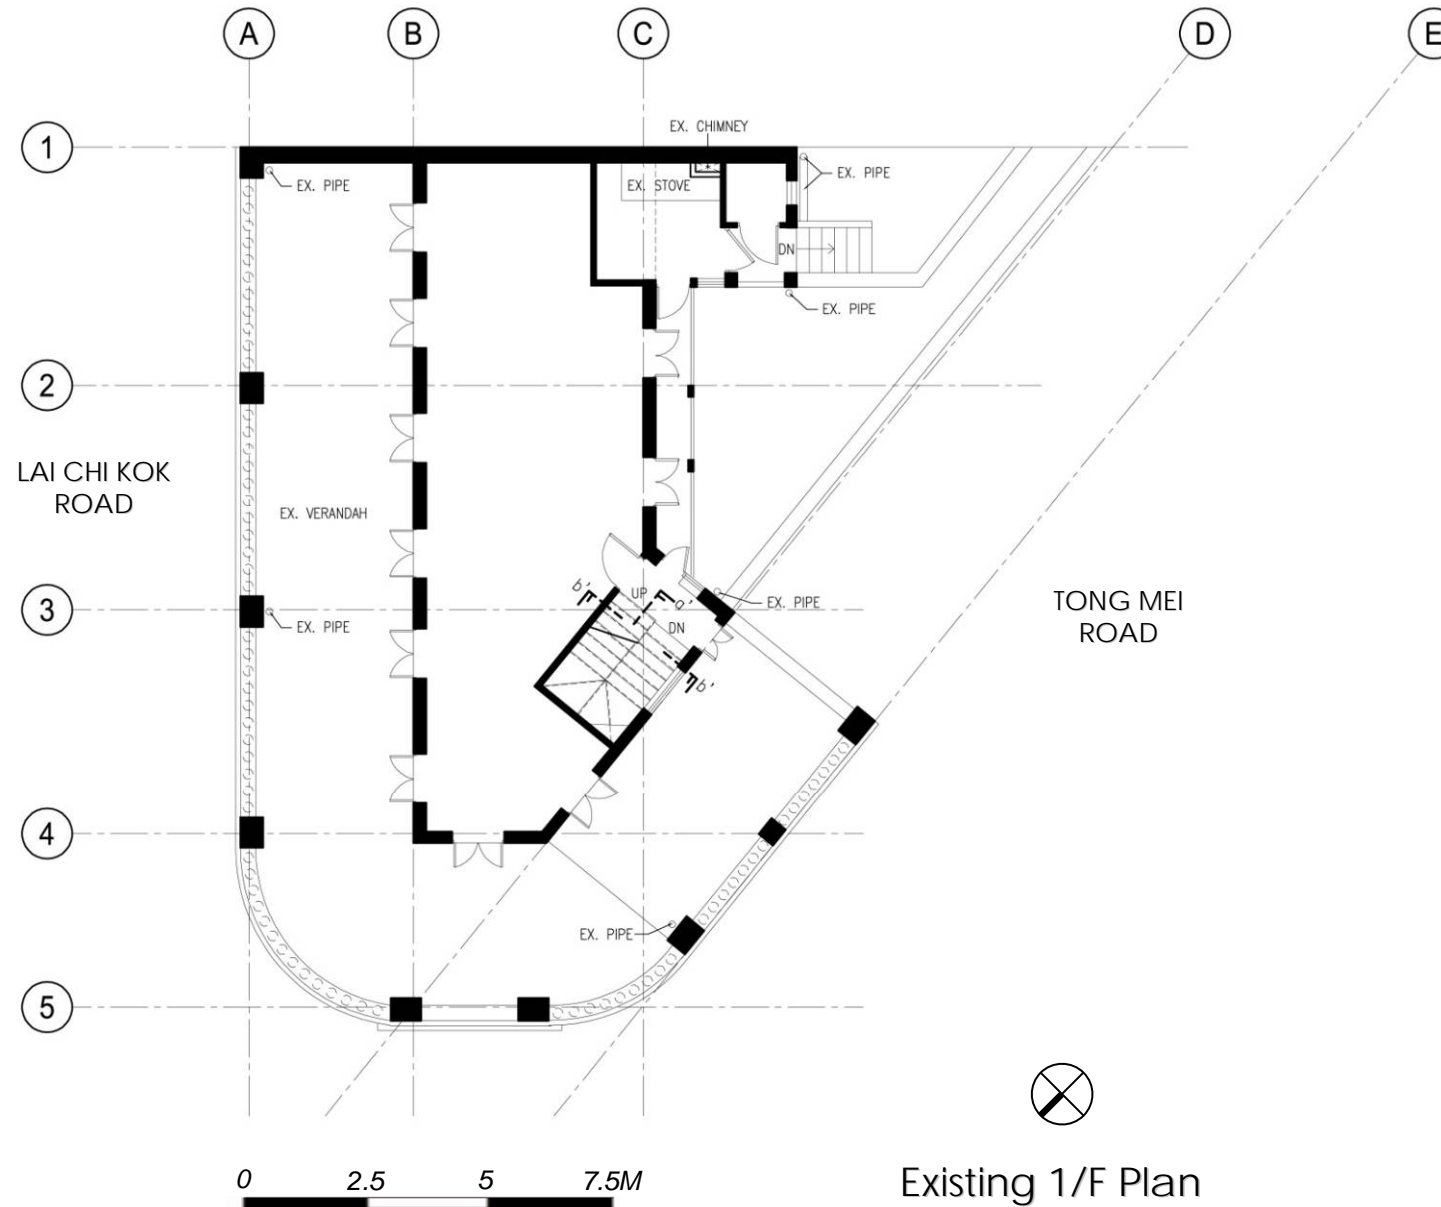 A
B
C
D
E
1
EX. CHIMNEY
EX. PIPE
EX. STOVE
EX. PIPE
DN
EX. PIPE
2
LAI CHI KOK
ROAD
EX. VERANDAH
b'
UP
a'
3
EX. PIPE
TONG MEI
ROAD
EX. PIPE
DN
b'
4
EX. PIPE
5
0 2.5 5 7.5M
Existing 1/F Plan